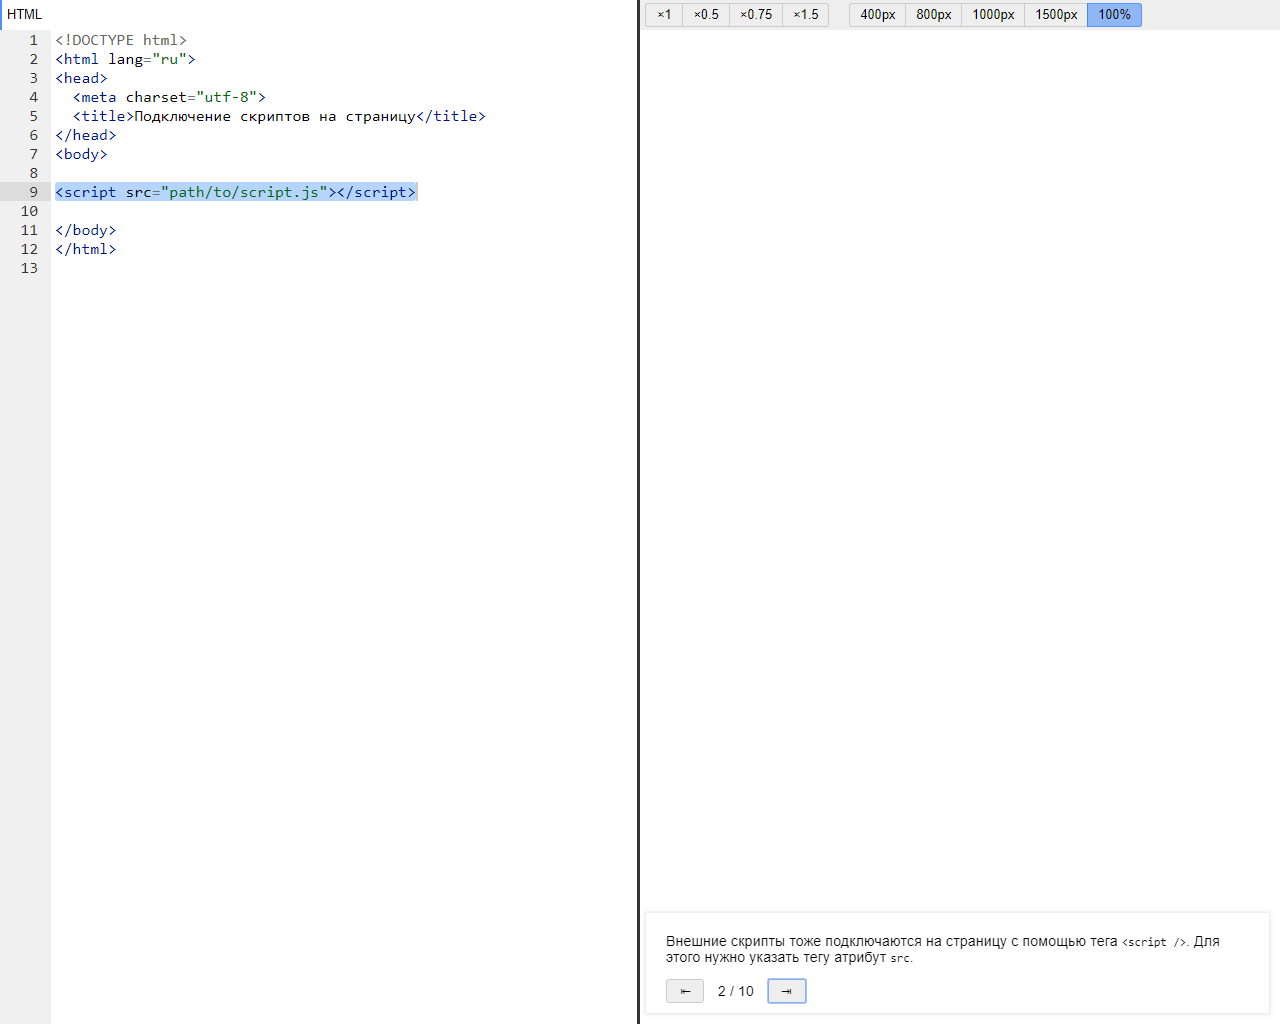 HTML
×1 ×0.5 ×0.75 ×1.5 400px 800px 1000px 1500px 100%
1 <!DOCTYPE html>
2 <html lang="ru">
3 <head>
4 <meta charset="utf-8">
5 <title>Подключение скриптов на страницу</title>
6 </head>
7 <body>
8
9 <script src="path/to/script.js"></script>
10
11 </body>
12 </html>
13
Внешние скрипты тоже подключаются на страницу с помощью тега <script />. Для
этого нужно указать тегу атрибут src.
⇤ 2 / 10 ⇥